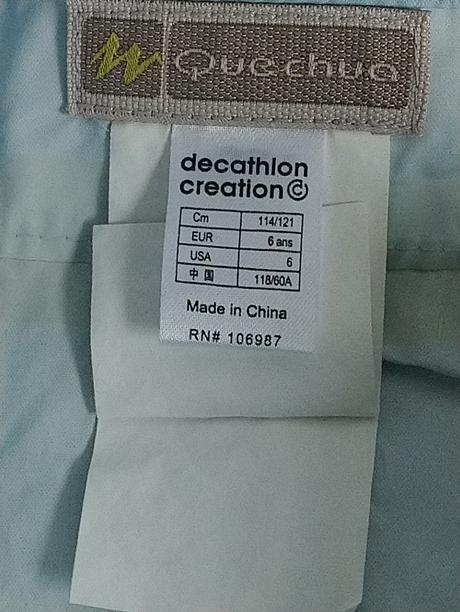 Quechua
decathlon
creation
Cm 114/121
EUR 6 ans
USA 6
中国 118/60A
Made in China
RN# 106987